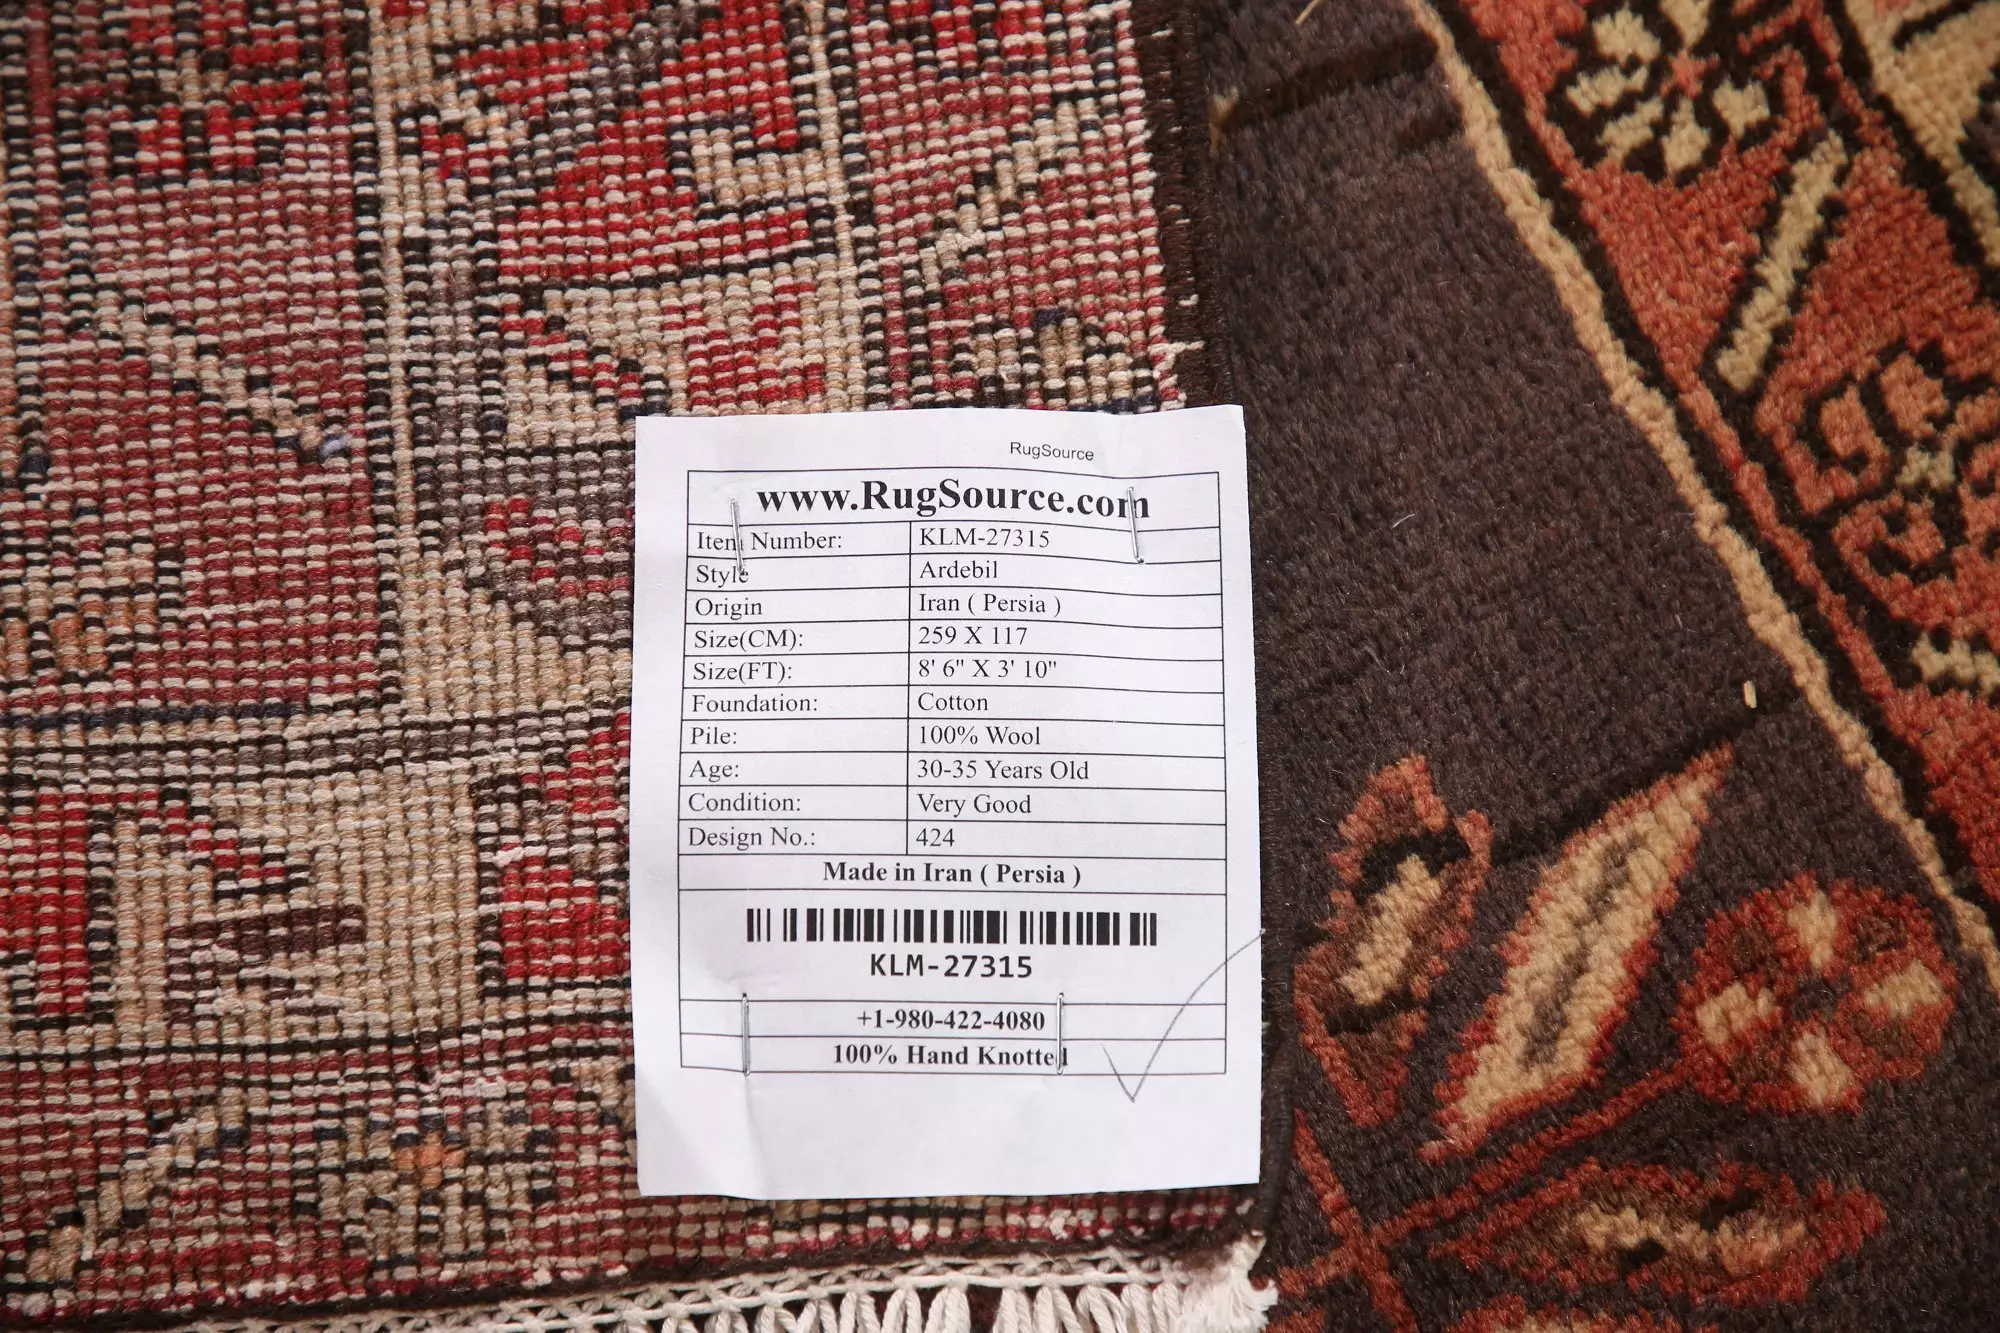 RugSource
www.RugSource.com
Item Number: KLM-27315
Style Ardebil
Origin Iran ( Persia )
Size(CM): 259 X 117
Size(FT): 8' 6" X 3' 10"
Foundation: Cotton
Pile: 100% Wool
Age: 30-35 Years Old
Condition: Very Good
Design No.: 424
Made in Iran ( Persia )
KLM-27315
+1-980-422-4080
100% Hand Knotted